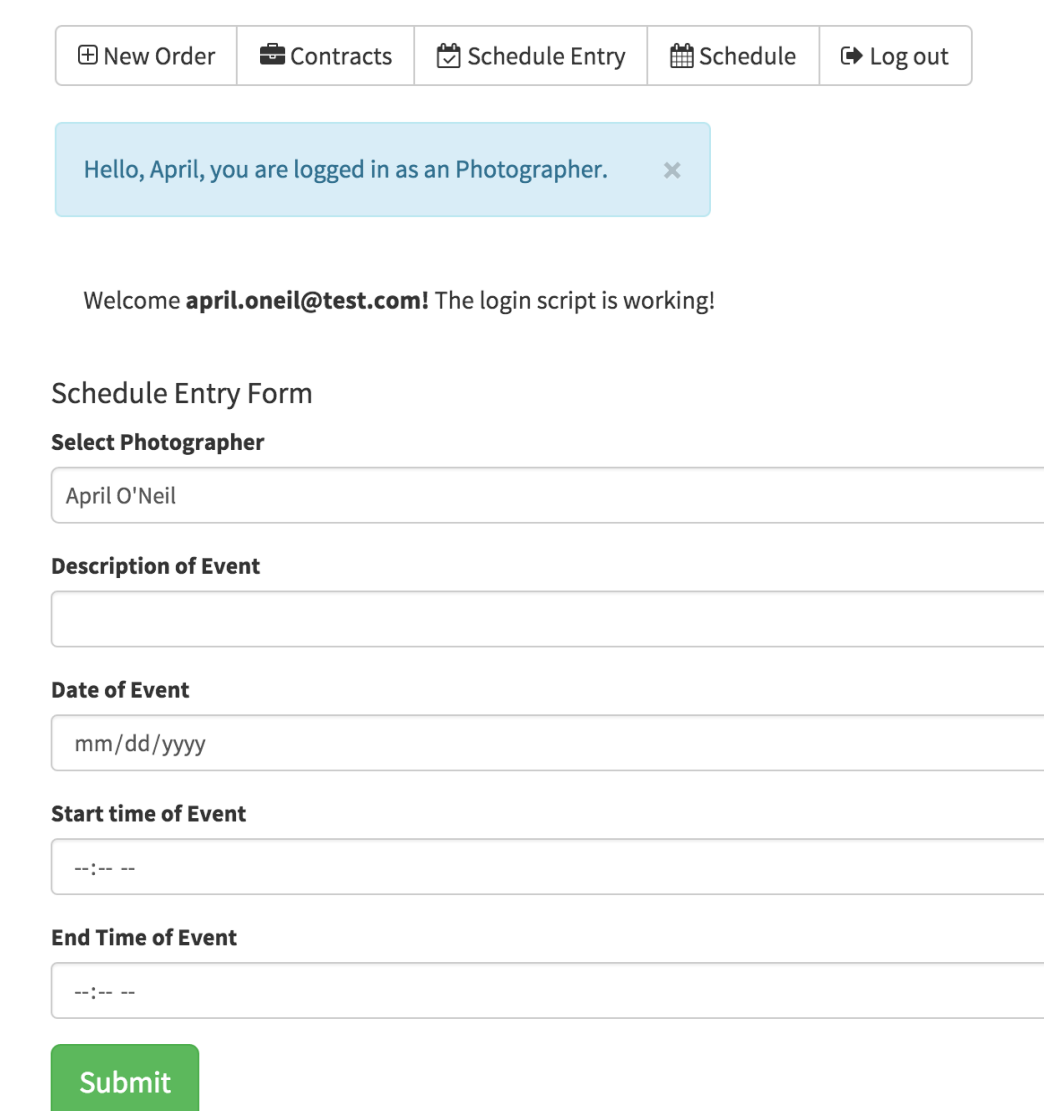 New Order Contracts Schedule Entry Schedule Log out
Hello, April, you are logged in as an Photographer. ×
Welcome april.oneil@test.com! The login script is working!
Schedule Entry Form
Select Photographer
April O'Neil
Description of Event
Date of Event
mm/dd/yyyy
Start time of Event
--:-- --
End Time of Event
--:-- --
Submit